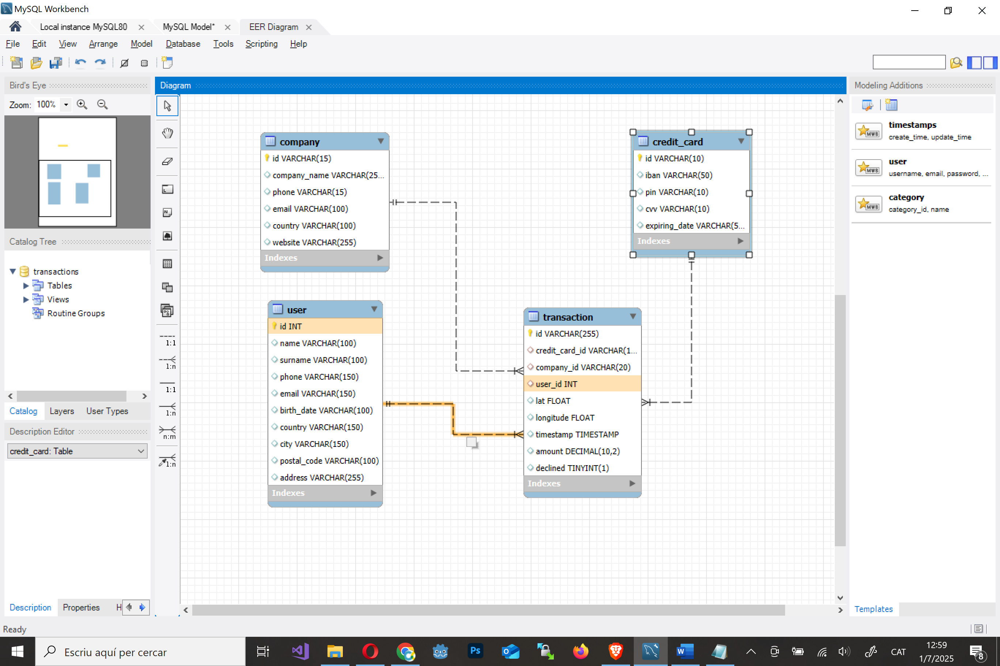 MySQL Workbench
Local instance MySQL80
MySQL Model*
EER Diagram
File Edit View Arrange Model Database Tools Scripting Help
Bird's Eye
Zoom: 100%
Catalog Tree
transactions
Tables
Views
Routine Groups
Catalog Layers User Types
Description Editor
credit_card: Table
Description Properties H
Ready
Diagram
1:1
1:n
1:1
1:n
n:m
1:n
company
id VARCHAR(15)
company_name VARCHAR(25...
phone VARCHAR(15)
email VARCHAR(100)
country VARCHAR(100)
website VARCHAR(255)
Indexes
credit_card
id VARCHAR(10)
iban VARCHAR(50)
pin VARCHAR(10)
cvv VARCHAR(10)
expiring_date VARCHAR(5...
Indexes
user
id INT
name VARCHAR(100)
surname VARCHAR(100)
phone VARCHAR(150)
email VARCHAR(150)
birth_date VARCHAR(100)
country VARCHAR(150)
city VARCHAR(150)
postal_code VARCHAR(100)
address VARCHAR(255)
Indexes
transaction
id VARCHAR(255)
credit_card_id VARCHAR(1...
company_id VARCHAR(20)
user_id INT
lat FLOAT
longitude FLOAT
timestamp TIMESTAMP
amount DECIMAL(10,2)
declined TINYINT(1)
Indexes
Modeling Additions
MWB
timestamps
create_time, update_time
MWB
user
username, email, password, ...
MWB
category
category_id, name
Templates
Escriu aquí per cercar
Ps
CAT
12:59
1/7/2025
8